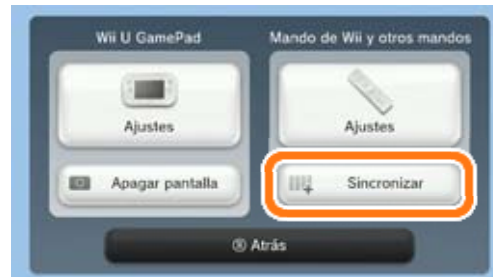 Wii U GamePad
Mando de Wii y otros mandos
Ajustes
Ajustes
Apagar pantalla
Sincronizar
Ⓑ Atrás